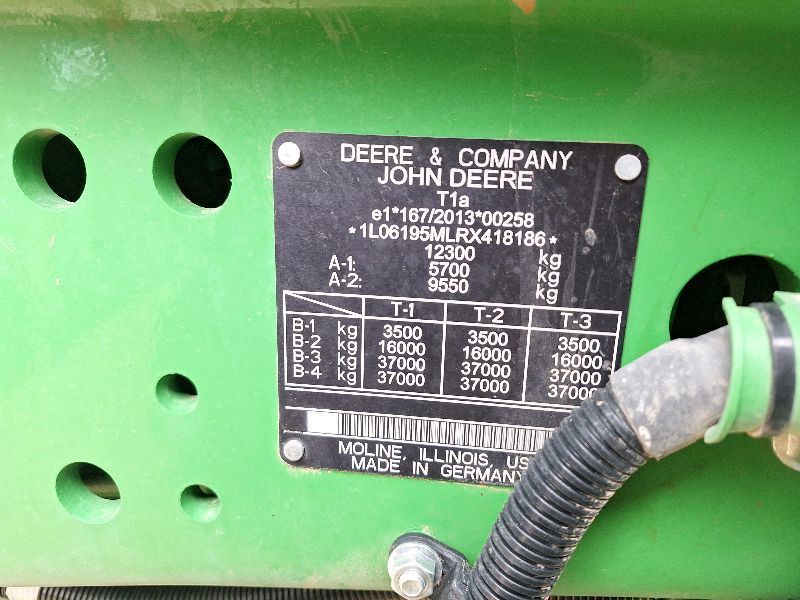 DEERE & COMPANY
JOHN DEERE
T1a
e1*167/2013*00258
*1L06195MLRX418186*
12300 kg
A-1: 5700 kg
A-2: 9550 kg
T-1 T-2 T-3
B-1 kg 3500 3500 3500
B-2 kg 16000 16000 16000
B-3 kg 37000 37000 37000
B-4 kg 37000 37000 37000
MOLINE, ILLINOIS, US
MADE IN GERMANY